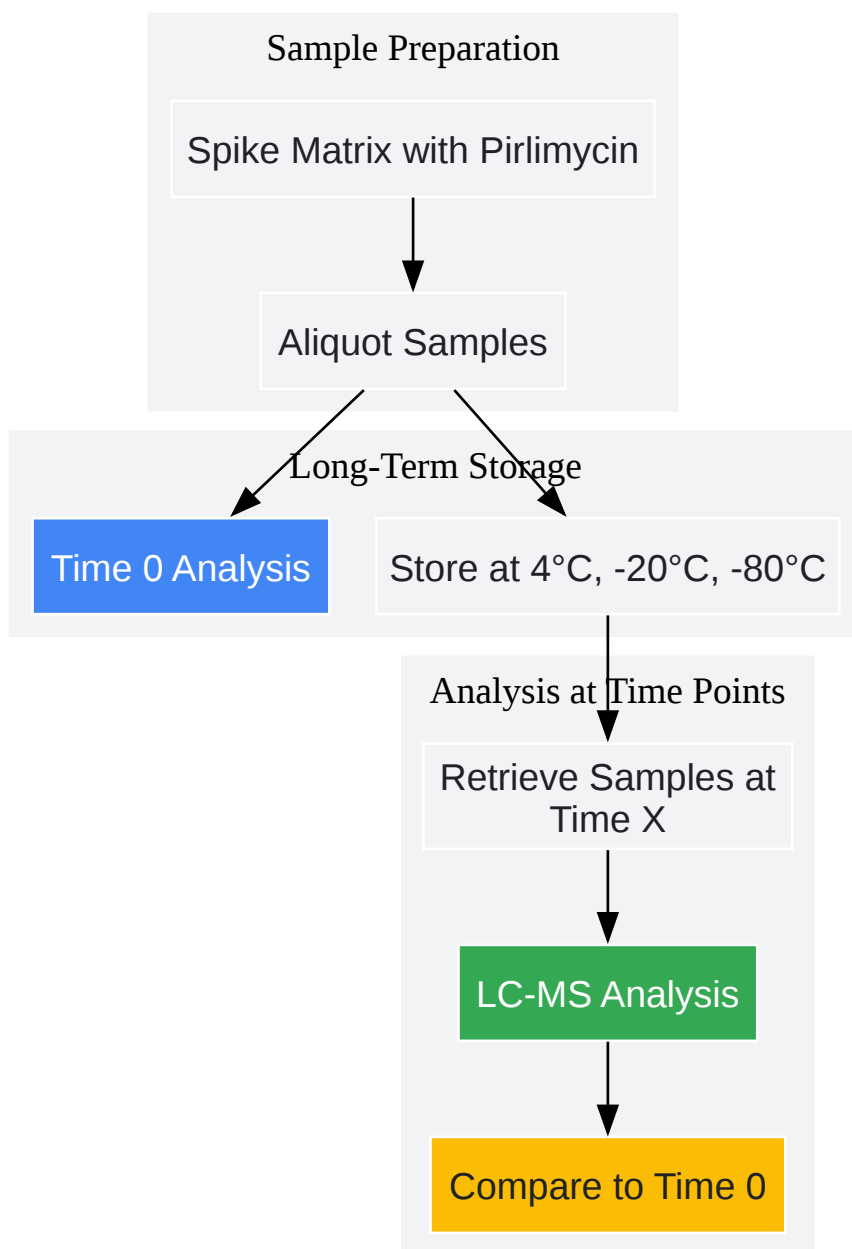 Sample Preparation
Spike Matrix with Pirlimycin
Aliquot Samples
Long-Term Storage
Time 0 Analysis
Store at 4°C, -20°C, -80°C
Analysis at Time Points
Retrieve Samples at
Time X
LC-MS Analysis
Compare to Time 0